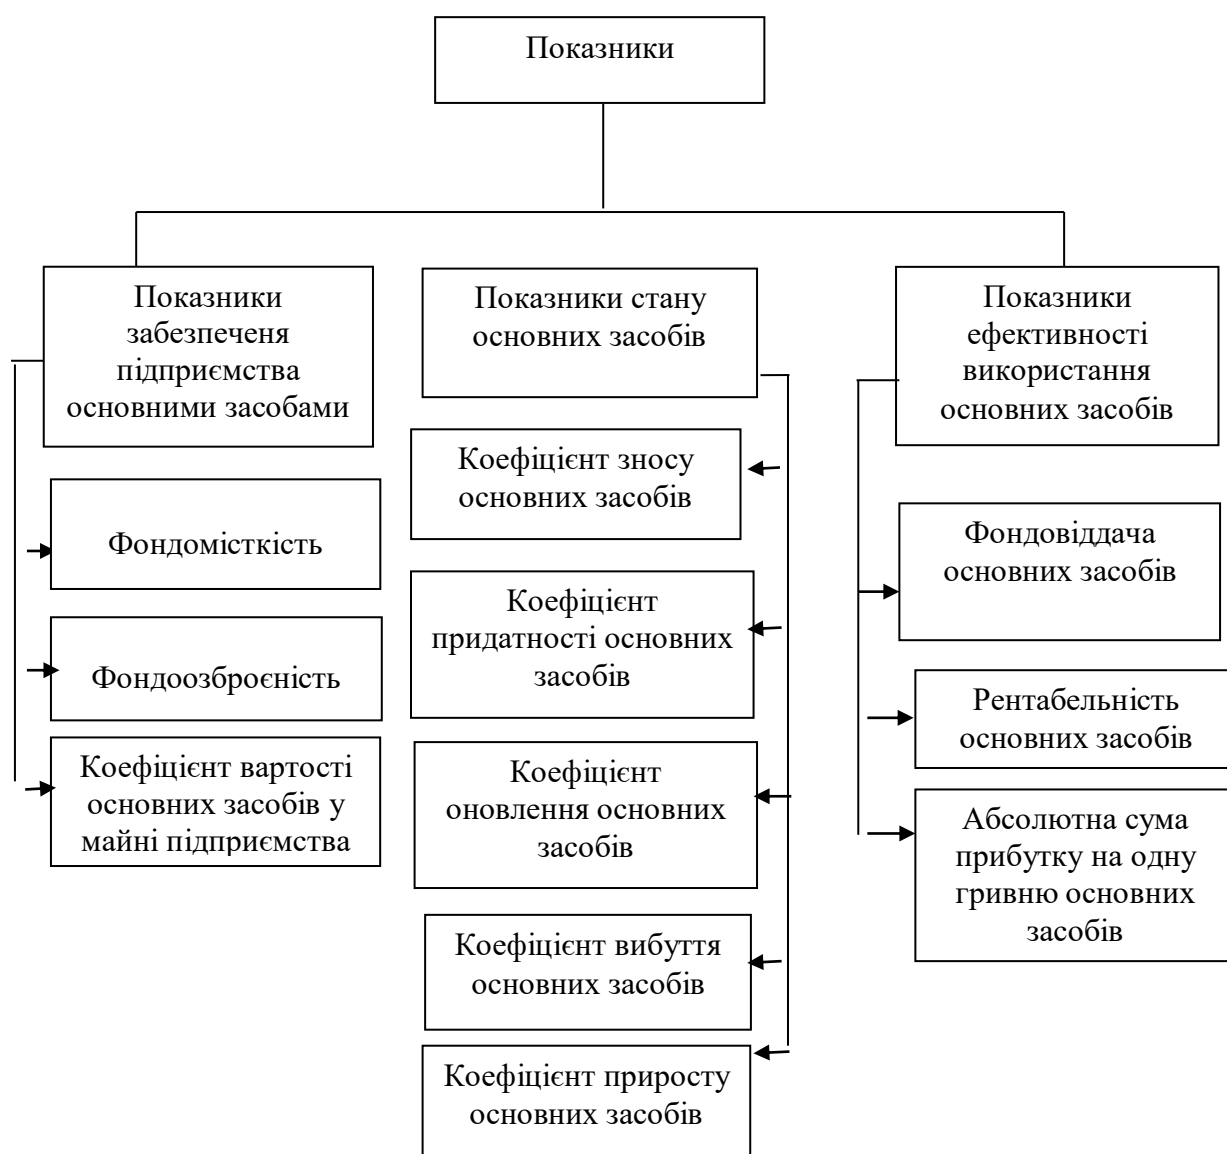 Показники
Показники
забезпеченя
підприємства
основними засобами
Фондомісткість
Фондоозброєність
Коефіцієнт вартості
основних засобів у
майні підприємства
Показники стану
основних засобів
Коефіцієнт зносу
основних засобів
Коефіцієнт
придатності основних
засобів
Коефіцієнт
оновлення основних
засобів
Коефіцієнт вибуття
основних засобів
Коефіцієнт приросту
основних засобів
Показники
ефективності
використання
основних засобів
Фондовіддача
основних засобів
Рентабельність
основних засобів
Абсолютна сума
прибутку на одну
гривню основних
засобів